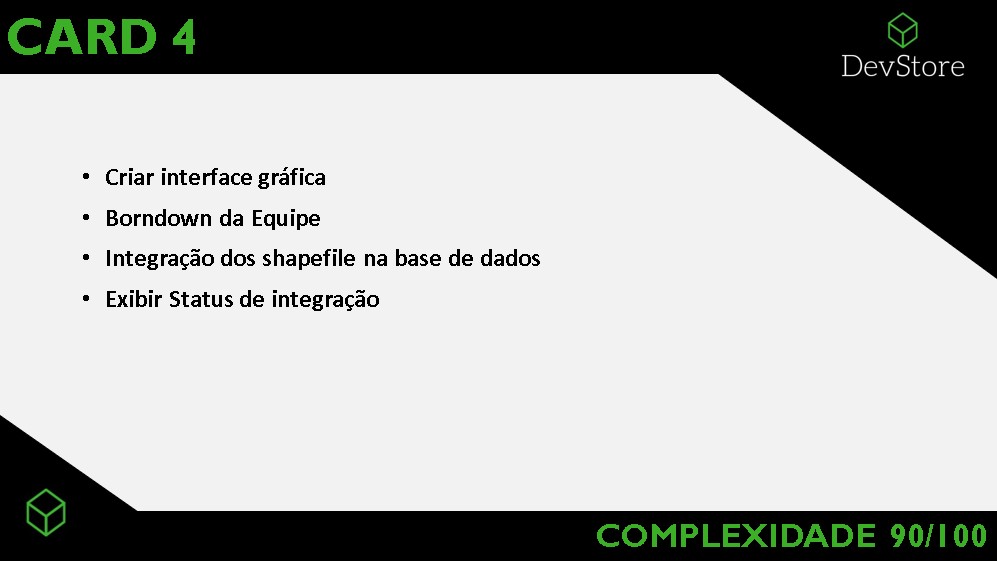 CARD 4
DevStore
• Criar interface gráfica
• Borndown da Equipe
• Integração dos shapefile na base de dados
• Exibir Status de integração
COMPLEXIDADE 90/100